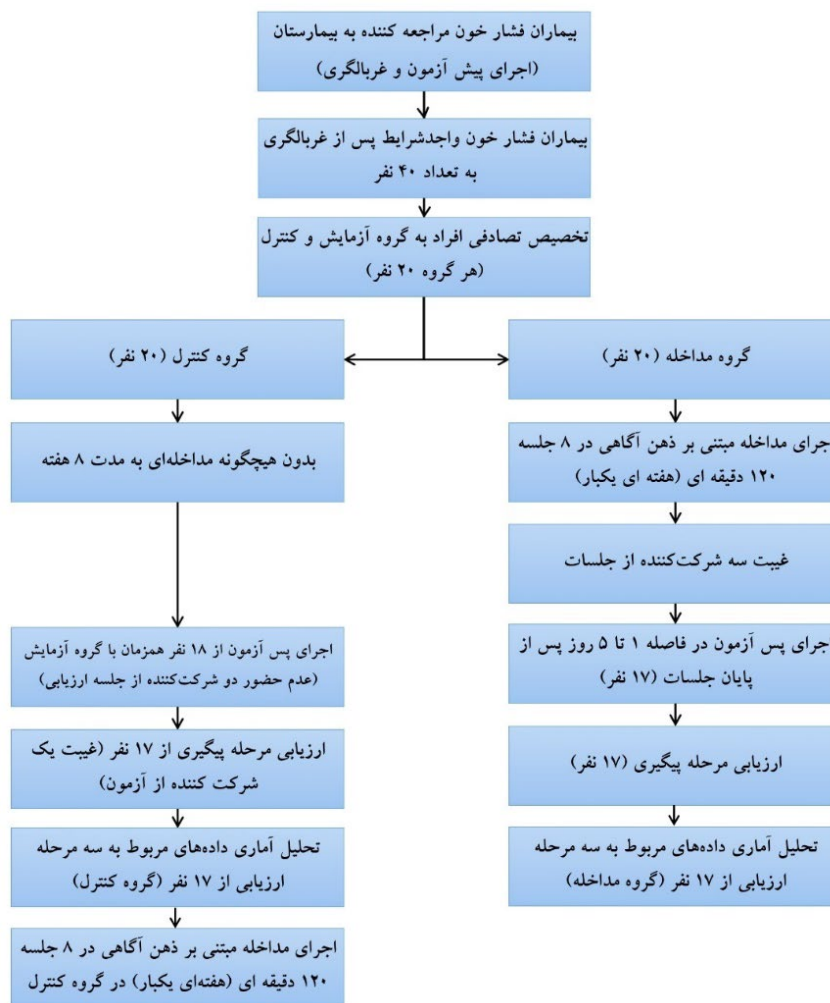 بیماران فشار خون مراجعه کننده به بیمارستان
(اجرای پیش آزمون و غربالگری)
بیماران فشار خون واجدشرایط پس از غربالگری
به تعداد ۴۰ نفر
تخصیص تصادفی افراد به گروه آزمایش و کنترل
(هر گروه ۲۰ نفر)
گروه مداخله (۲۰ نفر)
جرای مداخله مبتنی بر ذهن آگاهی در ۸ جلسه
۱۲۰ دقیقه ای (هفته ای یکبار)
غیبت سه شرکت‌کننده از جلسات
جرای پس آزمون در فاصله ۱ تا ۵ روز پس از
پایان جلسات (۱۷ نفر)
ارزیابی مرحله پیگیری (۱۷ نفر)
تحلیل آماری داده‌های مربوط به سه مرحله
ارزیابی از ۱۷ نفر (گروه مداخله)
گروه کنترل (۲۰ نفر)
بدون هیچگونه مداخله‌ای به مدت ۸ هفته
اجرای پس آزمون از ۱۸ نفر همزمان با گروه آزمایش
(عدم حضور دو شرکت‌کننده از جلسه ارزیابی)
ارزیابی مرحله پیگیری از ۱۷ نفر (غیبت یک
شرکت کننده از آزمون)
تحلیل آماری داده‌های مربوط به سه مرحله
ارزیابی از ۱۷ نفر (گروه کنترل)
اجرای مداخله مبتنی بر ذهن آگاهی در ۸ جلسه
۱۲۰ دقیقه ای (هفته‌ای یکبار) در گروه کنترل